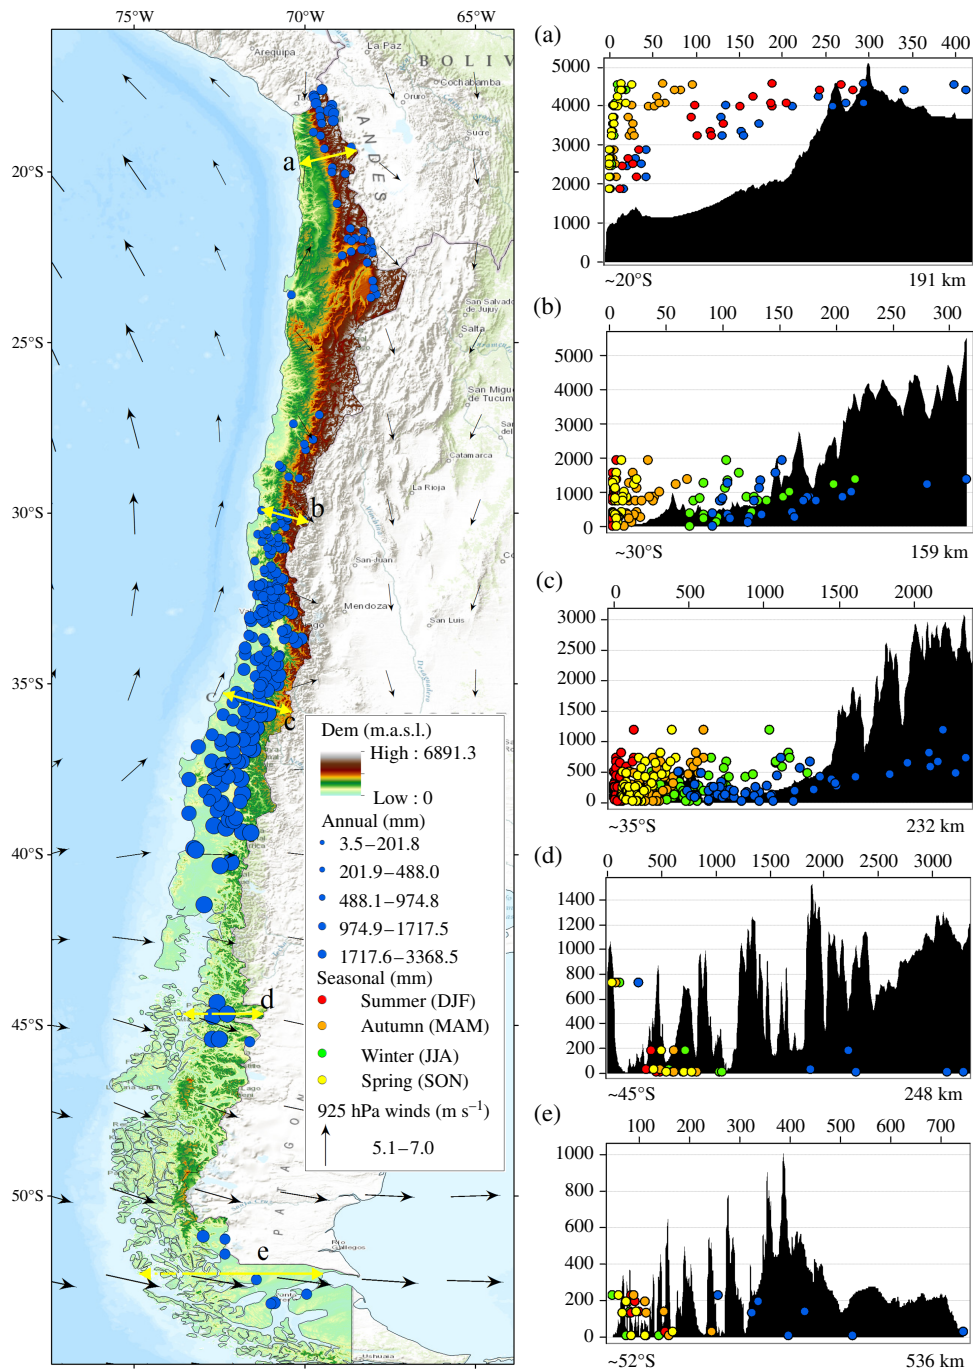 75°W 70°W 65°W
20°S
25°S
30°S
35°S
40°S
45°S
50°S
Arequipa
La Paz
BOLIV
Cochabamba
Oruro
Sucre
ANDES
San Salvador
de Jujuy
Salta
San Migu
de Tucum
Catamarca
La Rioja
San Juan
Mendoza
San Luis
Desaguadero
PATAGON
Río
Gallegos
Ushuaia
a
b
c
d
e
Dem (m.a.s.l.)
High : 6891.3
Low : 0
Annual (mm)
3.5–201.8
201.9–488.0
488.1–974.8
974.9–1717.5
1717.6–3368.5
Seasonal (mm)
Summer (DJF)
Autumn (MAM)
Winter (JJA)
Spring (SON)
925 hPa winds (m s⁻¹)
5.1–7.0
(a)
0 50 100 150 200 250 300 350 400
5000
4000
3000
2000
1000
0
~20°S 191 km
(b)
0 50 100 150 200 250 300
5000
4000
3000
2000
1000
0
~30°S 159 km
(c)
0 500 1000 1500 2000
3000
2500
2000
1500
1000
500
0
~35°S 232 km
(d)
0 500 1000 1500 2000 2500 3000
1400
1000
800
600
400
200
0
~45°S 248 km
(e)
100 200 300 400 500 600 700
1000
800
600
400
200
0
~52°S 536 km